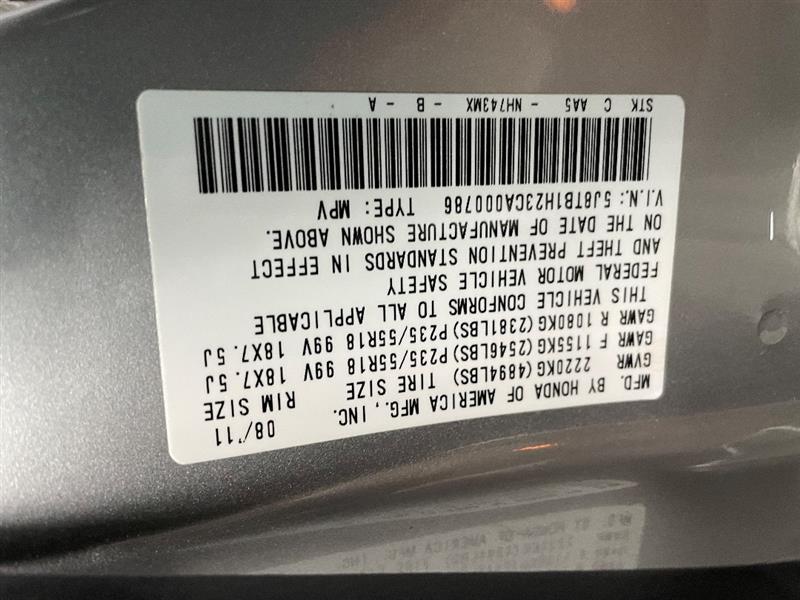 MFD. BY HONDA OF AMERICA MFG., INC. 08/'11
GVWR 2220KG(4894LBS) TIRE SIZE RIM SIZE
GAWR F 1155KG(2546LBS) P235/55R18 99V 18X7.5J
GAWR R 1080KG(2381LBS) P235/55R18 99V 18X7.5J
THIS VEHICLE CONFORMS TO ALL APPLICABLE
FEDERAL MOTOR VEHICLE SAFETY
AND THEFT PREVENTION STANDARDS IN EFFECT
ON THE DATE OF MANUFACTURE SHOWN ABOVE.
V.I.N.: 5J8TB1H23CA000786 TYPE: MPV
STK C AA5 - NH743MX - B - A